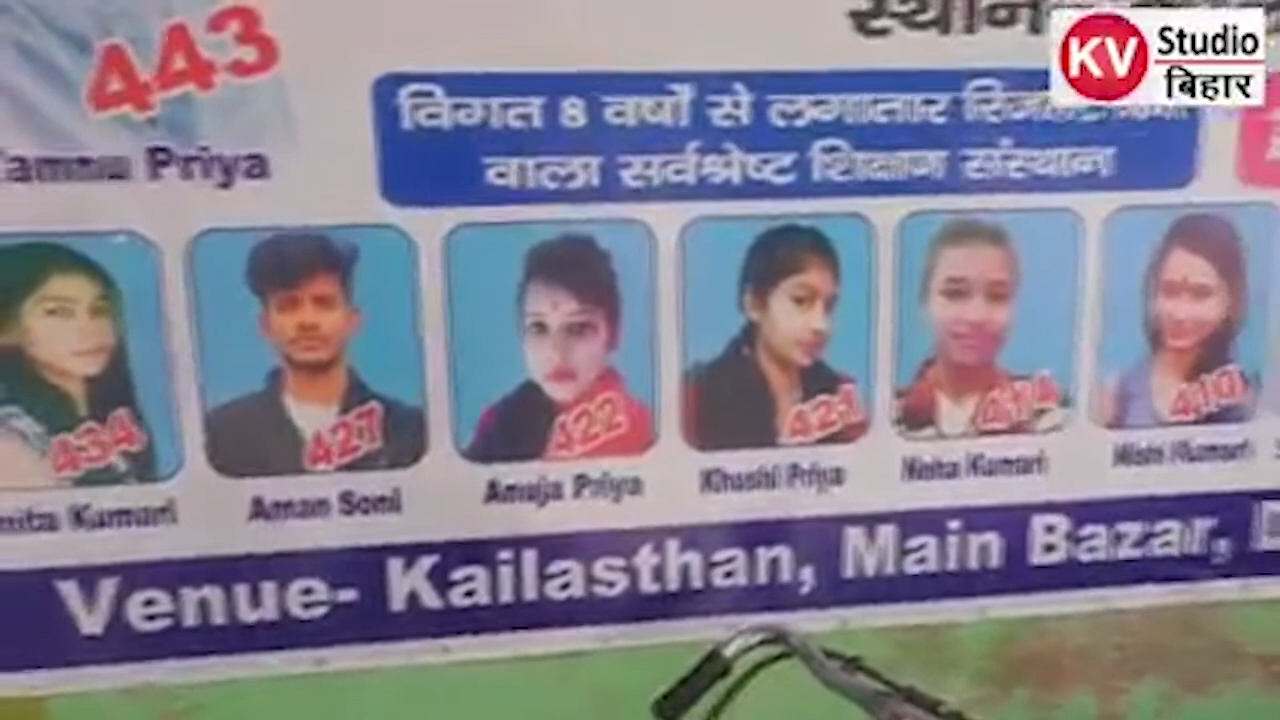 443
Priya
KV Studio
बिहार
विगत 8 वर्षों से लगातार
वाला सर्वश्रेष्ट शिक्षण संस्थान
434
427
422
421
414
410
Kumari
Aman Soni
Anuja Priya
Khushi Priya
Neha Kumari
Kumari
Venue- Kailasthan, Main Bazar,